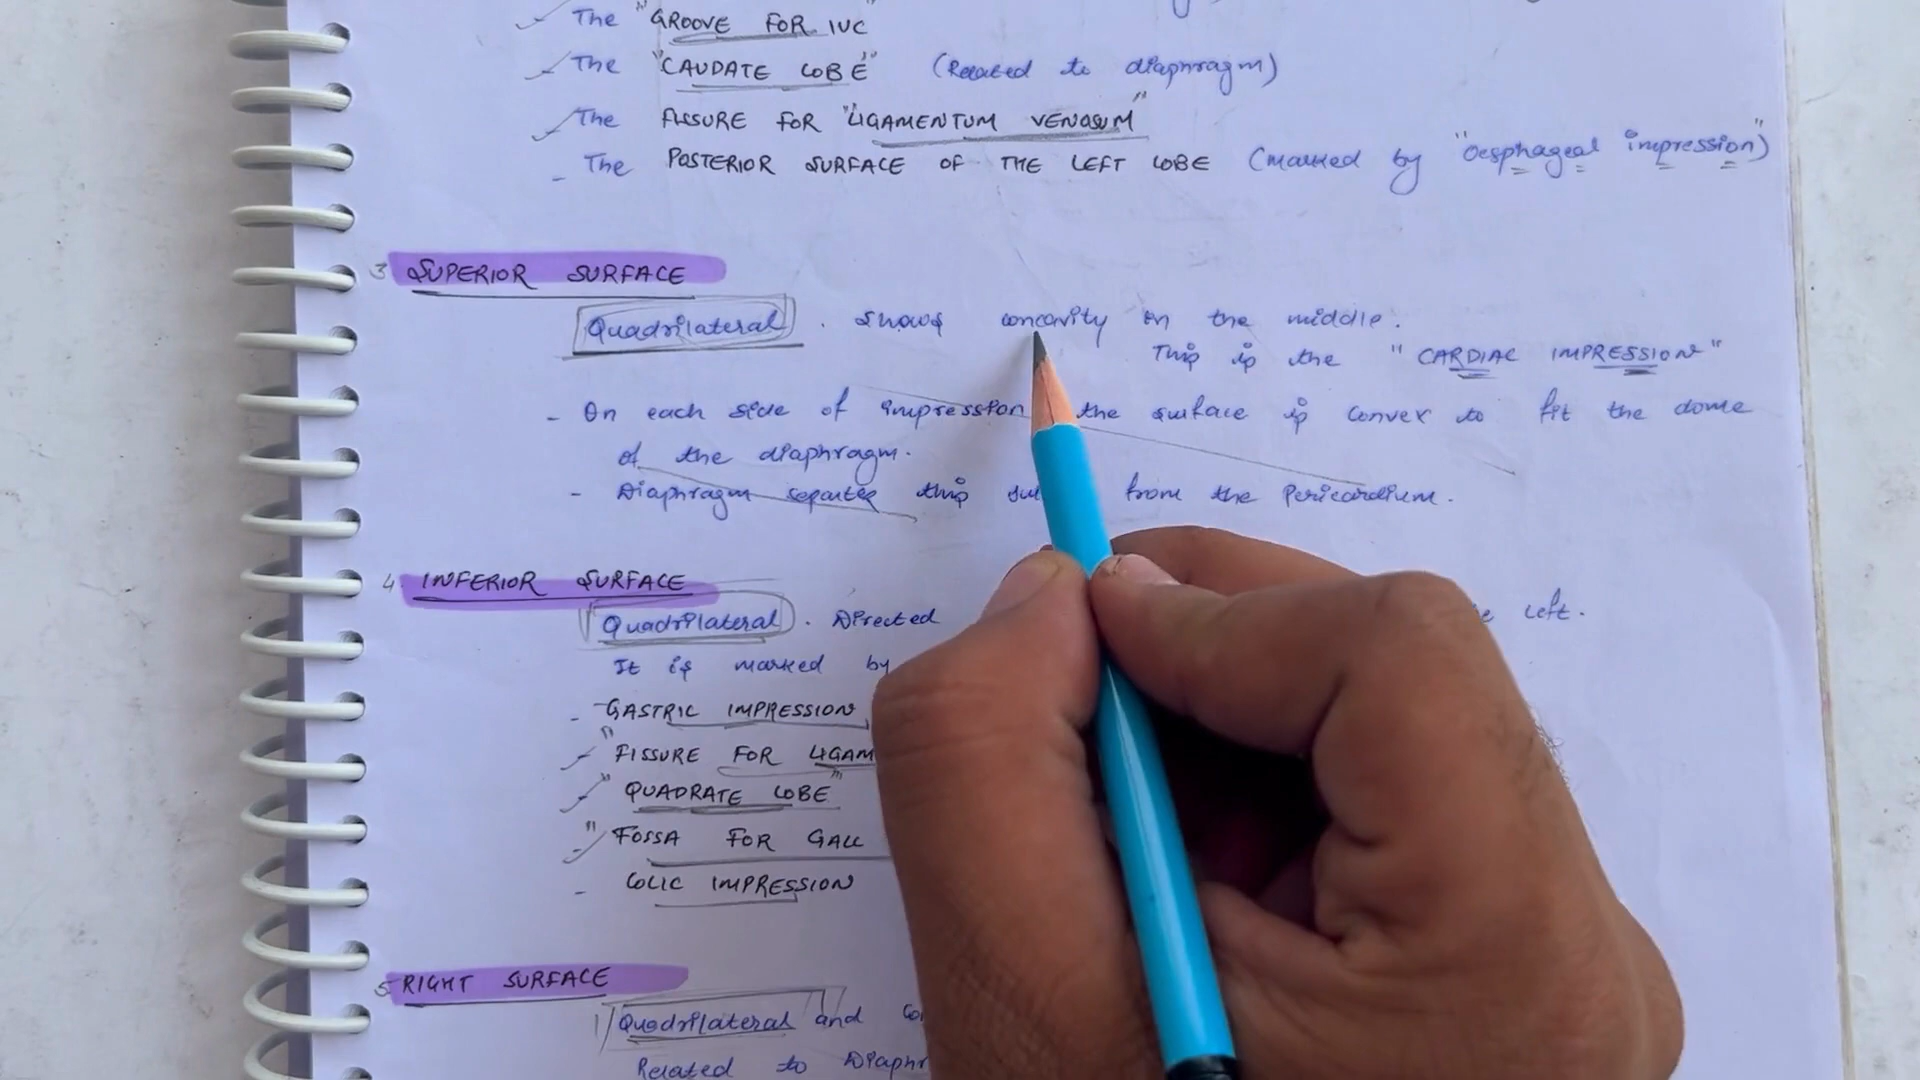 The "GROOVE FOR IVC"
The "CAUDATE LOBE" (Related to diaphragm)
The FISSURE FOR "LIGAMENTUM VENOSUM"
- The POSTERIOR SURFACE OF THE LEFT LOBE (marked by "Oesphageal impression")
3 SUPERIOR SURFACE
Quadrilateral . Shows concavity in the middle.
This is the "CARDIAC IMPRESSION"
- On each side of impression the surface is convex to fit the dome
of the diaphragm.
- Diaphragm separtes this from the Pericardium.
4. INFERIOR SURFACE
Quadrilateral . Directed left.
It is marked by
- GASTRIC IMPRESSION
- "FISSURE FOR
- "QUADRATE LOBE"
- "FOSSA FOR GALL
- COLIC IMPRESSION
5. RIGHT SURFACE
Quadrilateral and
Related to